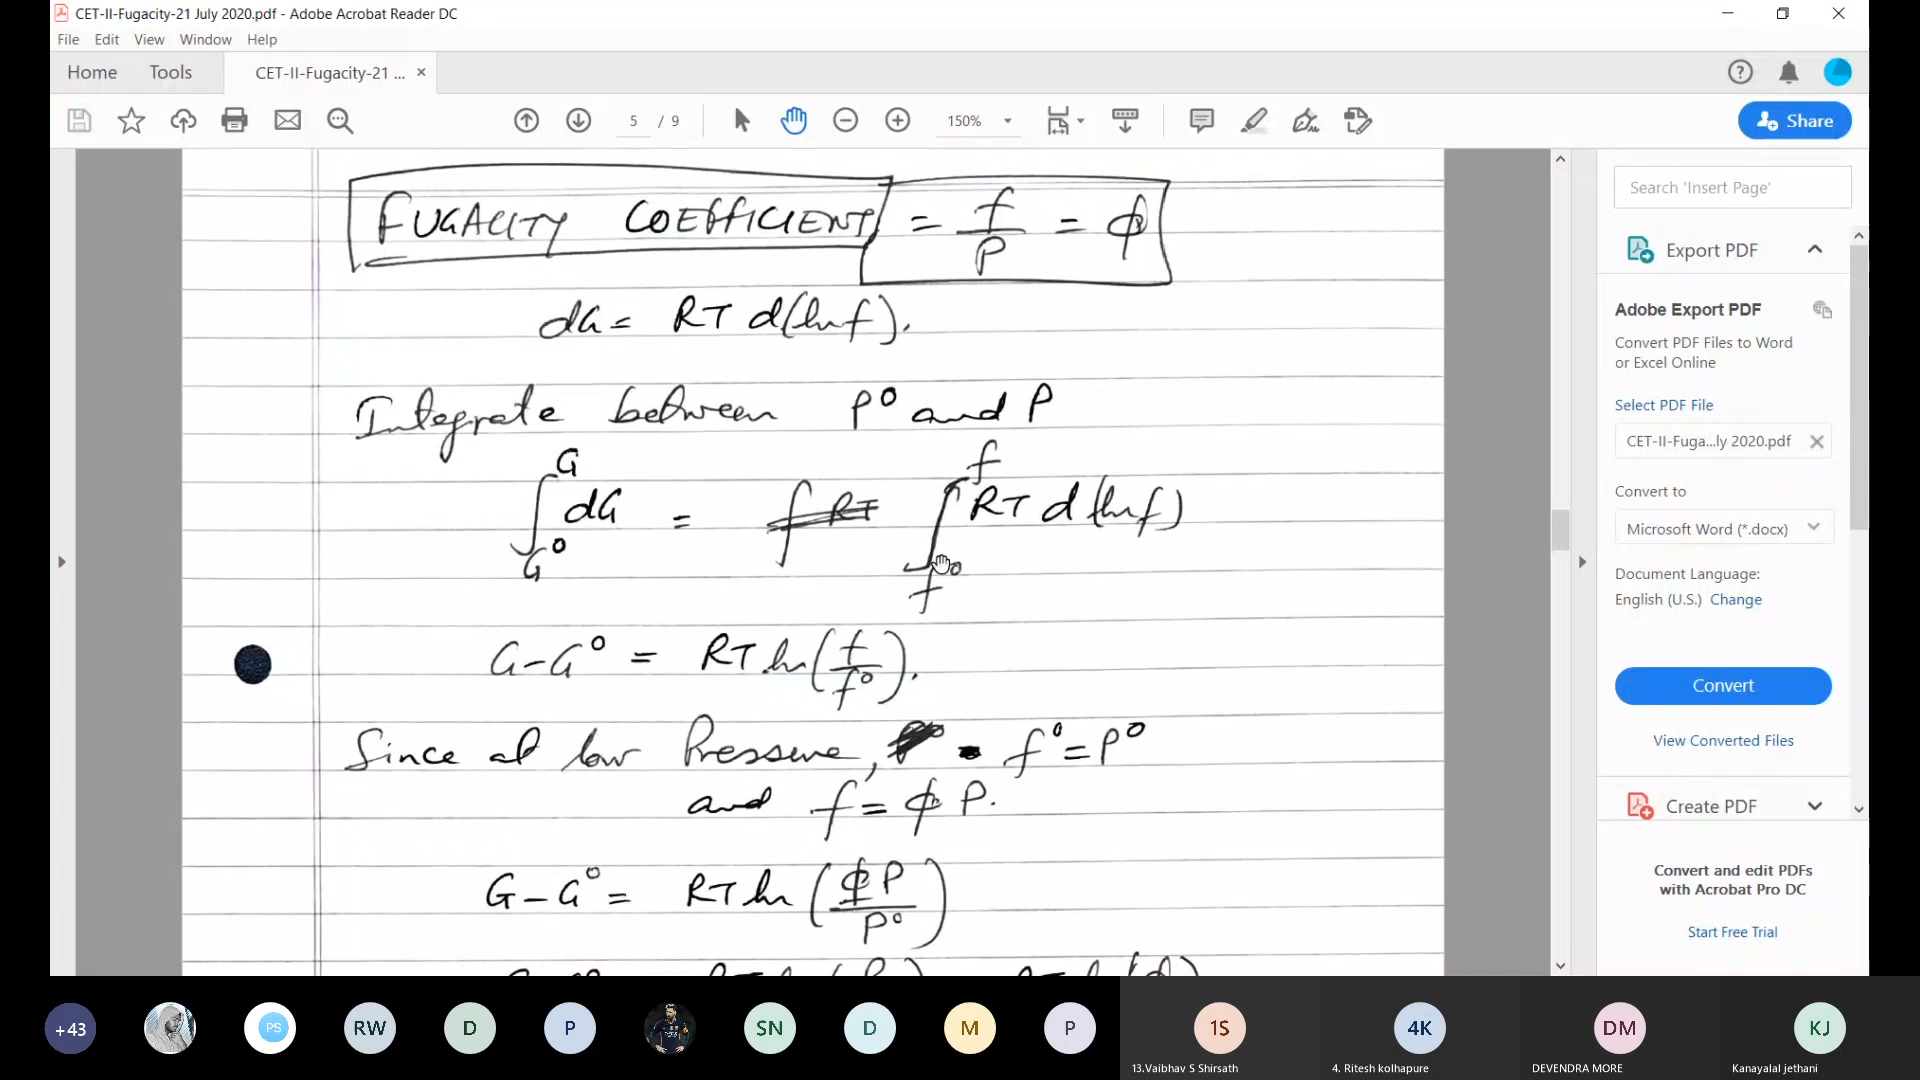 CET-II-Fugacity-21 July 2020.pdf - Adobe Acrobat Reader DC
File Edit View Window Help
Home Tools CET-II-Fugacity-21 ... ×
5 / 9 150% Share
Search 'Insert Page'
FUGACITY COEFFICIENT = f/P = ϕ
dG = RT d(ln f).
Integrate between P° and P
∫_{G°}^{G} dG = ∫_{f°}^{f} RT d(ln f)
G-G° = RT ln(f/f°).
Since at low Pressure, f° = P°
and f = ϕ P.
G-G° = RT ln(ϕP/P°)
Export PDF
Adobe Export PDF
Convert PDF Files to Word
or Excel Online
Select PDF File
CET-II-Fuga...ly 2020.pdf
Convert to
Microsoft Word (*.docx)
Document Language:
English (U.S.) Change
Convert
View Converted Files
Create PDF
Convert and edit PDFs
with Acrobat Pro DC
Start Free Trial
+43 PS RW D P SN D M P 1S 4K DM KJ
13.Vaibhav S Shirsath 4. Ritesh kolhapure DEVENDRA MORE Kanayalal jethani